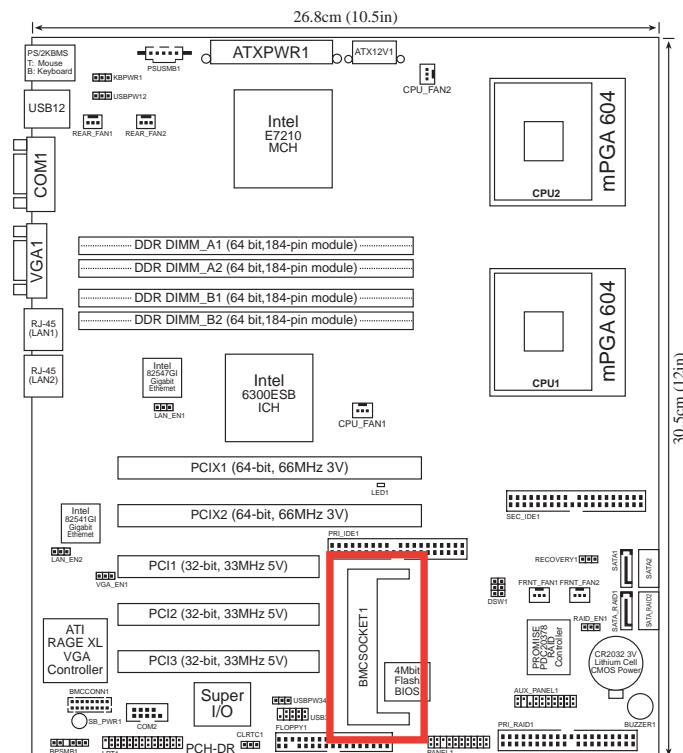 26.8cm (10.5in)
PS/2KBMS
T: Mouse
B: Keyboard
PSUSMB1
ATXPWR1
ATX12V1
KBPWR1
USBPW12
CPU_FAN2
USB12
REAR_FAN1
REAR_FAN2
Intel
E7210
MCH
mPGA 604
CPU2
COM1
VGA1
DDR DIMM_A1 (64 bit,184-pin module)
DDR DIMM_A2 (64 bit,184-pin module)
DDR DIMM_B1 (64 bit,184-pin module)
DDR DIMM_B2 (64 bit,184-pin module)
mPGA 604
CPU1
30.5cm (12in)
RJ-45
(LAN1)
RJ-45
(LAN2)
Intel
82547GI
Gigabit
Ethernet
LAN_EN1
Intel
6300ESB
ICH
CPU_FAN1
PCIX1 (64-bit, 66MHz 3V)
LED1
PCIX2 (64-bit, 66MHz 3V)
SEC_IDE1
Intel
82541GI
Gigabit
Ethernet
LAN_EN2
PRI_IDE1
PCI1 (32-bit, 33MHz 5V)
VGA_EN1
RECOVERY1
SATA1
SATA2
DSW1
FRNT_FAN1
FRNT_FAN2
PCI2 (32-bit, 33MHz 5V)
BMCSOCKET1
SATA_RAID1
SATA_RAID2
RAID_EN1
ATI
RAGE XL
VGA
Controller
PCI3 (32-bit, 33MHz 5V)
4Mbit
Flash
BIOS
PROMISE
PDC20378
RAID
Controller
CR2032 3V
Lithium Cell
CMOS Power
BMCCONN1
SB_PWR1
COM2
Super
I/O
USBPW34
AUX_PANEL1
BUZZER1
FLOPPY1
PRI_RAID1
BPSMB1
PCH-DR
CLRTC1